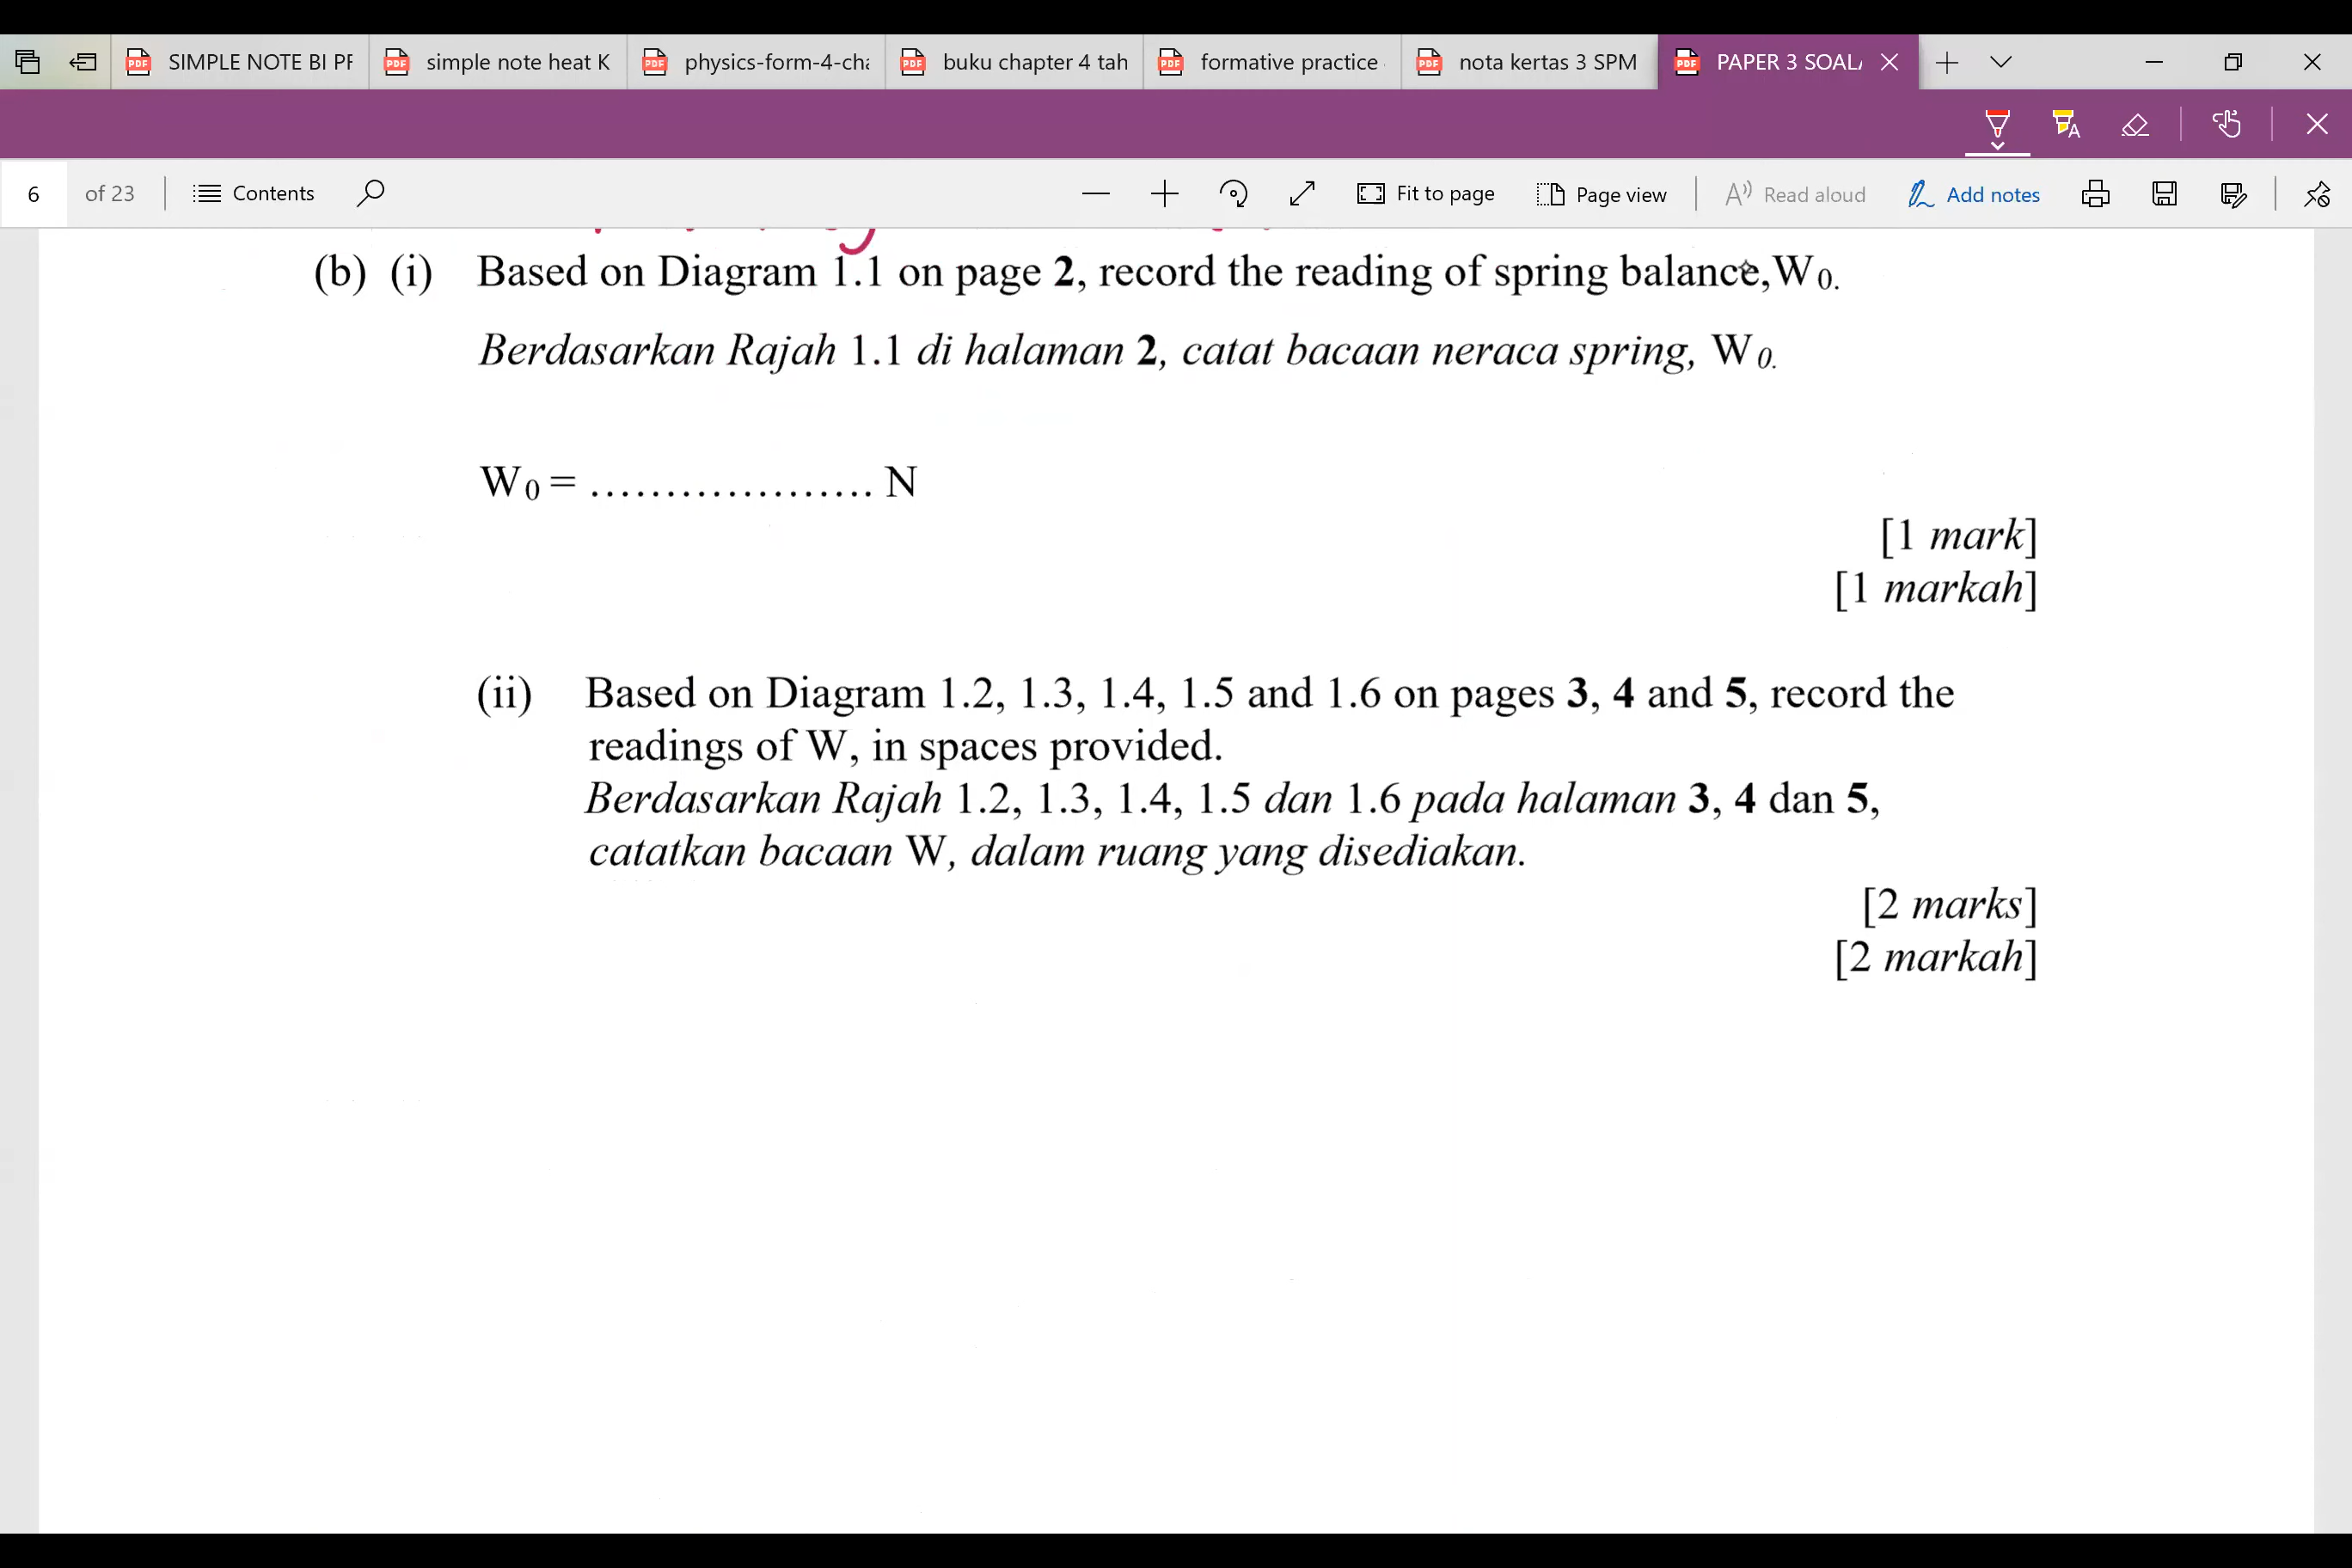 SIMPLE NOTE BI PF
simple note heat K
physics-form-4-cha
buku chapter 4 tah
formative practice
nota kertas 3 SPM
PAPER 3 SOAL
6 of 23 Contents Fit to page Page view Read aloud Add notes
(b) (i) Based on Diagram 1.1 on page 2, record the reading of spring balance,W0.
Berdasarkan Rajah 1.1 di halaman 2, catat bacaan neraca spring, W0.
W0 = ................... N
[1 mark]
[1 markah]
(ii) Based on Diagram 1.2, 1.3, 1.4, 1.5 and 1.6 on pages 3, 4 and 5, record the
readings of W, in spaces provided.
Berdasarkan Rajah 1.2, 1.3, 1.4, 1.5 dan 1.6 pada halaman 3, 4 dan 5,
catatkan bacaan W, dalam ruang yang disediakan.
[2 marks]
[2 markah]